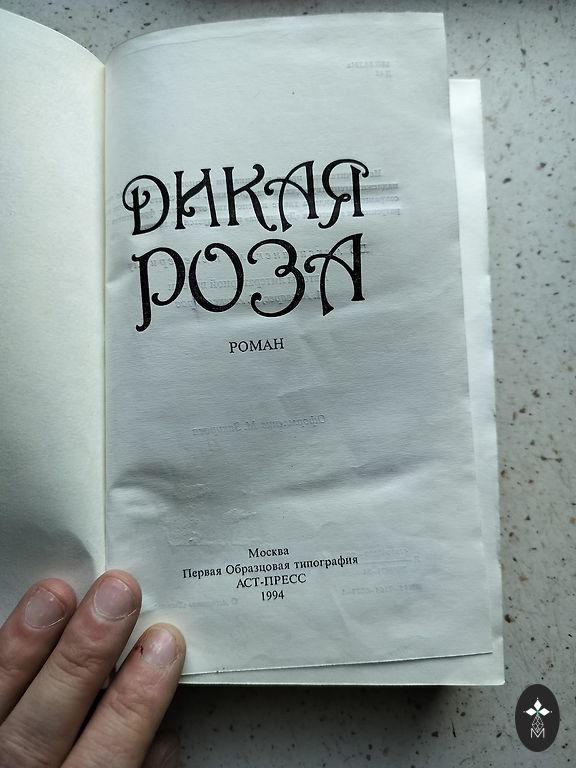 ДИКАЯ
РОЗА
РОМАН
Москва
Первая Образцовая типография
АСТ-ПРЕСС
1994